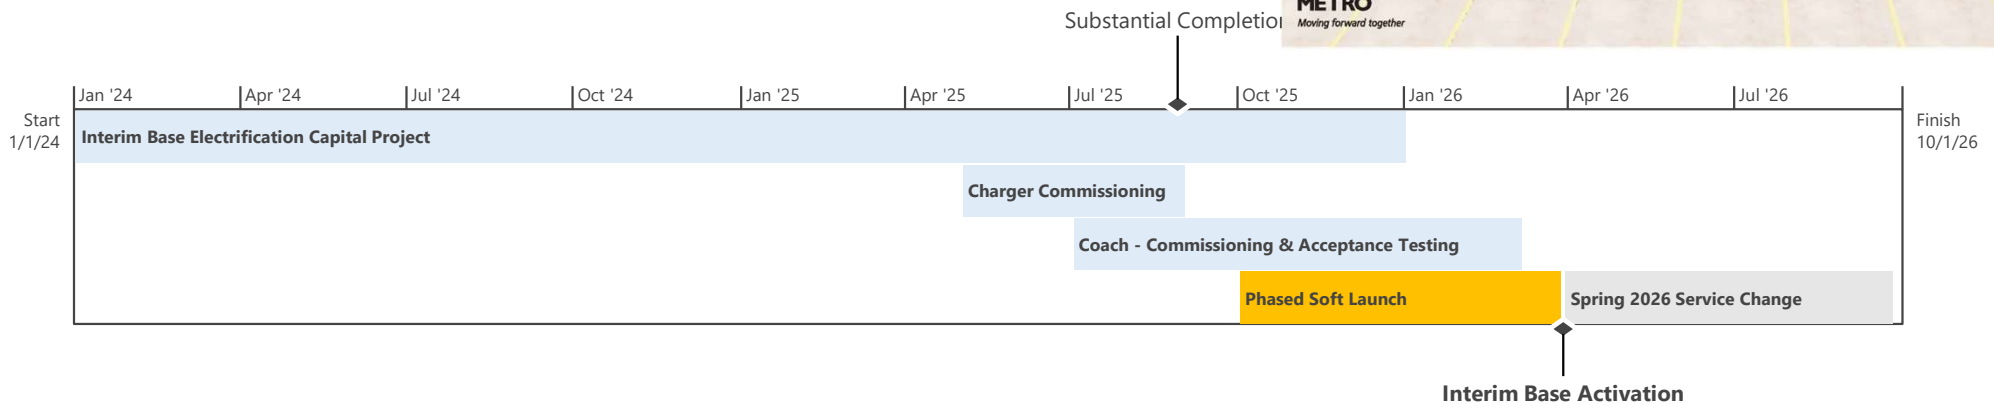 METRO
Moving forward together
Substantial Completion
Jan '24
Apr '24
Jul '24
Oct '24
Jan '25
Apr '25
Jul '25
Oct '25
Jan '26
Apr '26
Jul '26
Start
1/1/24
Finish
10/1/26
Interim Base Electrification Capital Project
Charger Commissioning
Coach - Commissioning & Acceptance Testing
Phased Soft Launch
Spring 2026 Service Change
Interim Base Activation